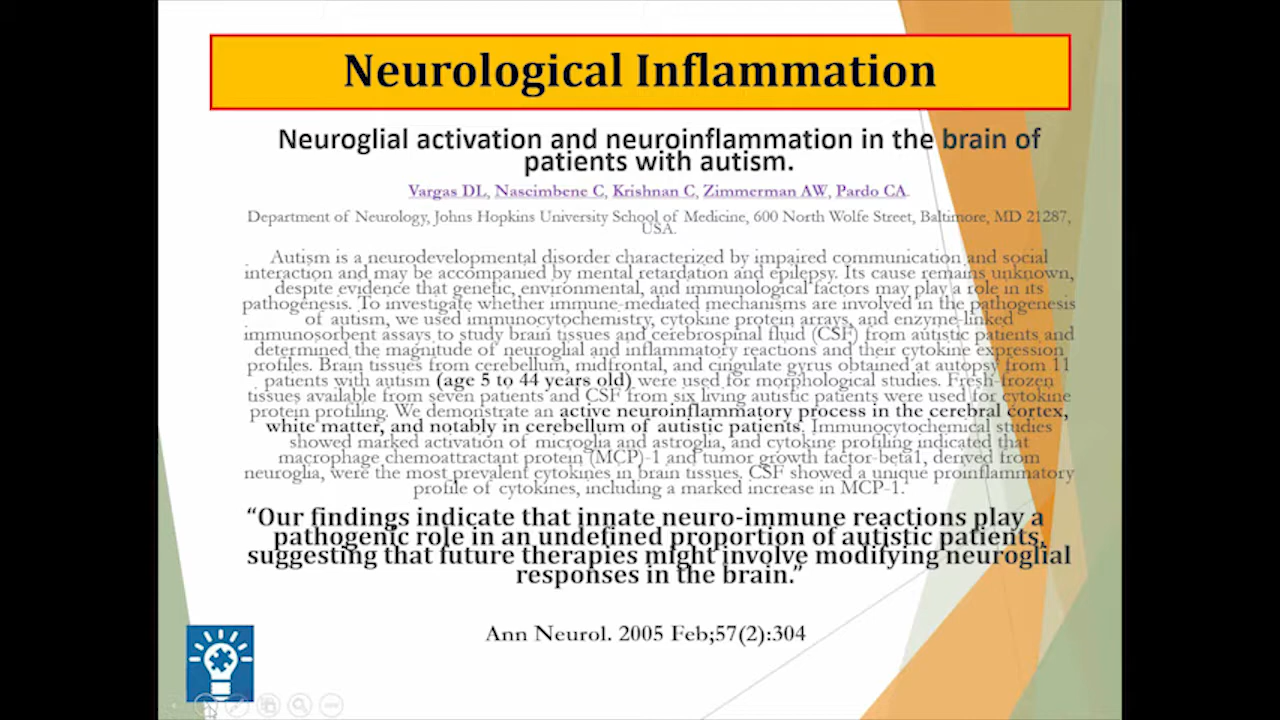 Neurological Inflammation
Neuroglial activation and neuroinflammation in the brain of
patients with autism.
Vargas DL, Nascimbene C, Krishnan C, Zimmerman AW, Pardo CA.
Department of Neurology, Johns Hopkins University School of Medicine, 600 North Wolfe Street, Baltimore, MD 21287,
USA.
Autism is a neurodevelopmental disorder characterized by impaired communication and social
interaction and may be accompanied by mental retardation and epilepsy. Its cause remains unknown,
despite evidence that genetic, environmental, and immunological factors may play a role in its
pathogenesis. To investigate whether immune-mediated mechanisms are involved in the pathogenesis
of autism, we used immunocytochemistry, cytokine protein arrays, and enzyme-linked
immunosorbent assays to study brain tissues and cerebrospinal fluid (CSF) from autistic patients and
determined the magnitude of neuroglial and inflammatory reactions and their cytokine expression
profiles. Brain tissues from cerebellum, midfrontal, and cingulate gyrus obtained at autopsy from 11
patients with autism (age 5 to 44 years old) were used for morphological studies. Fresh-frozen
tissues available from seven patients and CSF from six living autistic patients were used for cytokine
protein profiling. We demonstrate an active neuroinflammatory process in the cerebral cortex,
white matter, and notably in cerebellum of autistic patients. Immunocytochemical studies
showed marked activation of microglia and astroglia, and cytokine profiling indicated that
macrophage chemoattractant protein (MCP)-1 and tumor growth factor-beta1, derived from
neuroglia, were the most prevalent cytokines in brain tissues. CSF showed a unique proinflammatory
profile of cytokines, including a marked increase in MCP-1.
“Our findings indicate that innate neuro-immune reactions play a
pathogenic role in an undefined proportion of autistic patients,
suggesting that future therapies might involve modifying neuroglial
responses in the brain.”
Ann Neurol. 2005 Feb;57(2):304